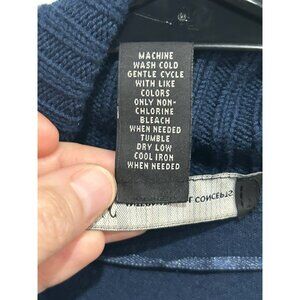 MACHINE
WASH COLD
GENTLE CYCLE
WITH LIKE
COLORS
ONLY NON-
CHLORINE
BLEACH
WHEN NEEDED
TUMBLE
DRY LOW
COOL IRON
WHEN NEEDED
CONCEPTS